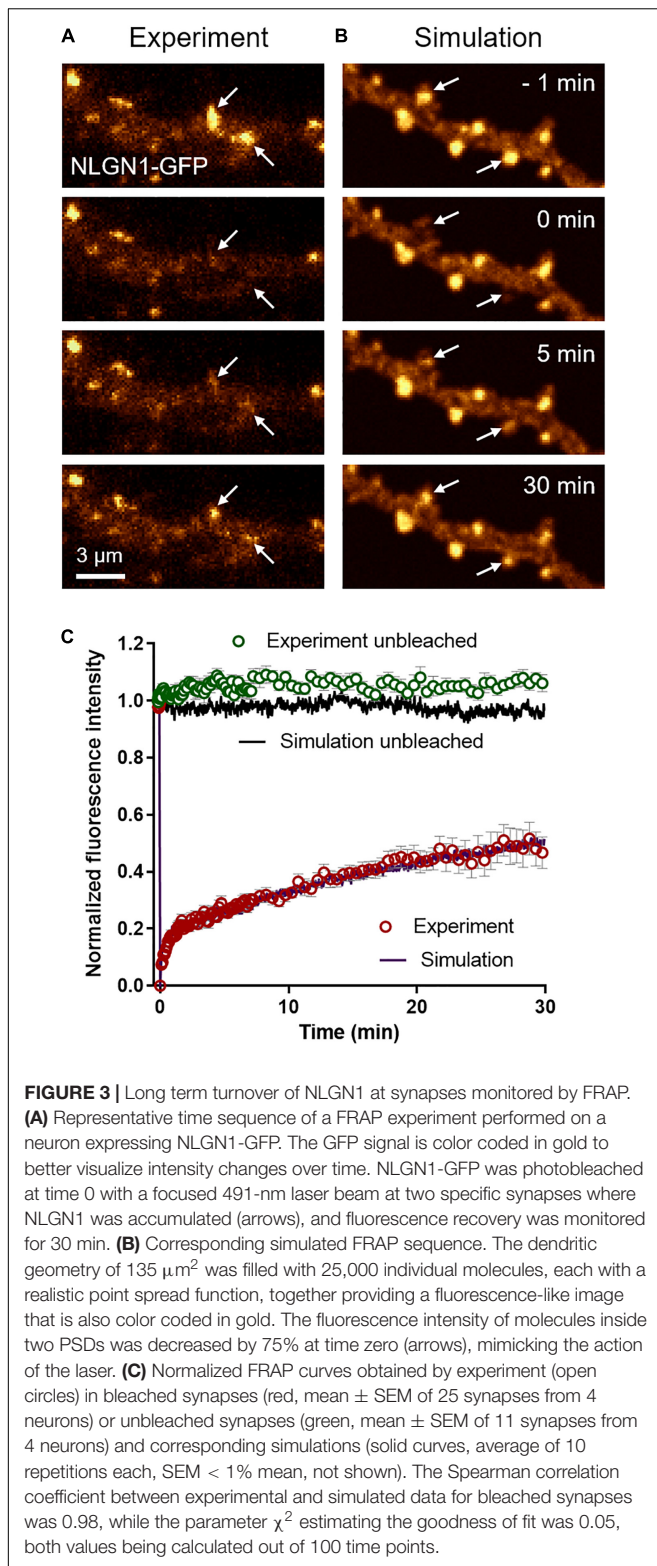 A Experiment B Simulation
NLGN1-GFP
- 1 min
0 min
5 min
30 min
3 μm
C
Normalized fluorescence intensity
1.2
1.0
0.8
0.6
0.4
0.2
0.0
Experiment unbleached
Simulation unbleached
Experiment
Simulation
0 10 20 30
Time (min)
FIGURE 3 | Long term turnover of NLGN1 at synapses monitored by FRAP.
(A) Representative time sequence of a FRAP experiment performed on a
neuron expressing NLGN1-GFP. The GFP signal is color coded in gold to
better visualize intensity changes over time. NLGN1-GFP was photobleached
at time 0 with a focused 491-nm laser beam at two specific synapses where
NLGN1 was accumulated (arrows), and fluorescence recovery was monitored
for 30 min. (B) Corresponding simulated FRAP sequence. The dendritic
geometry of 135 μm² was filled with 25,000 individual molecules, each with a
realistic point spread function, together providing a fluorescence-like image
that is also color coded in gold. The fluorescence intensity of molecules inside
two PSDs was decreased by 75% at time zero (arrows), mimicking the action
of the laser. (C) Normalized FRAP curves obtained by experiment (open
circles) in bleached synapses (red, mean ± SEM of 25 synapses from 4
neurons) or unbleached synapses (green, mean ± SEM of 11 synapses from
4 neurons) and corresponding simulations (solid curves, average of 10
repetitions each, SEM < 1% mean, not shown). The Spearman correlation
coefficient between experimental and simulated data for bleached synapses
was 0.98, while the parameter χ² estimating the goodness of fit was 0.05,
both values being calculated out of 100 time points.